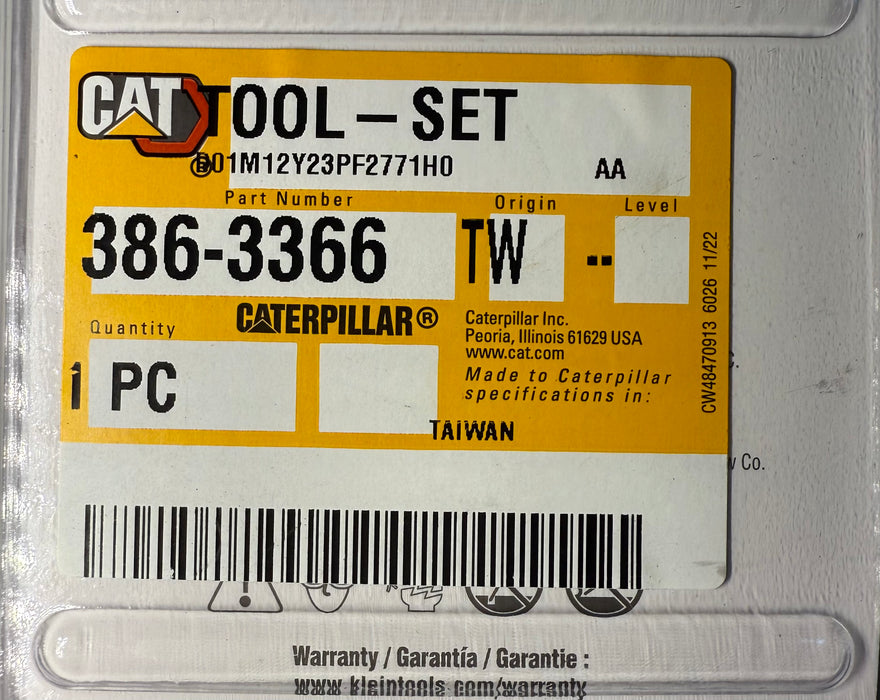 CAT
TOOL-SET
®
D01M12Y23PF2771H0 AA
Part Number Origin Level
386-3366 TW --
CATERPILLAR®
Quantity
1 PC
Caterpillar Inc.
Peoria, Illinois 61629 USA
www.cat.com
Made to Caterpillar
specifications in:
TAIWAN
CW48470913 6026 11/22
Co.
Warranty / Garantía / Garantie :
www.kleintools.com/warranty